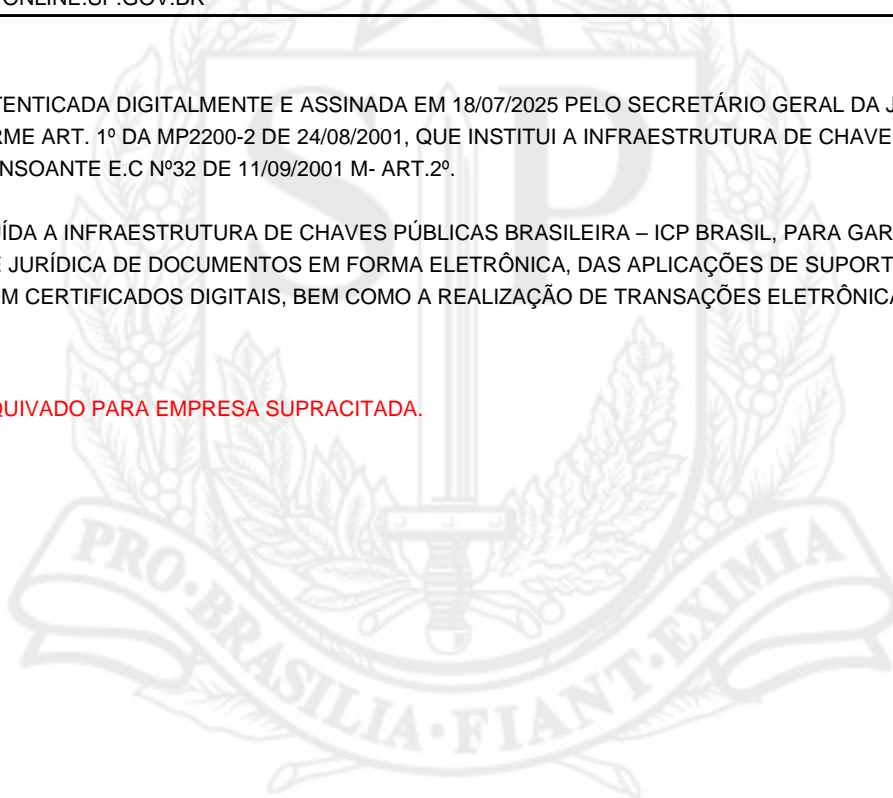 ONLINE.SP.GOV.BR
TENTICADA DIGITALMENTE E ASSINADA EM 18/07/2025 PELO SECRETÁRIO GERAL DA J
RME ART. 1º DA MP2200-2 DE 24/08/2001, QUE INSTITUI A INFRAESTRUTURA DE CHAVE
NSOANTE E.C Nº32 DE 11/09/2001 M- ART.2º.
UÍDA A INFRAESTRUTURA DE CHAVES PÚBLICAS BRASILEIRA – ICP BRASIL, PARA GAR
E JURÍDICA DE DOCUMENTOS EM FORMA ELETRÔNICA, DAS APLICAÇÕES DE SUPORT
M CERTIFICADOS DIGITAIS, BEM COMO A REALIZAÇÃO DE TRANSAÇÕES ELETRÔNICA
QUIVADO PARA EMPRESA SUPRACITADA.
SP
PRO·BRASILIA·FIANT·EXIMIA